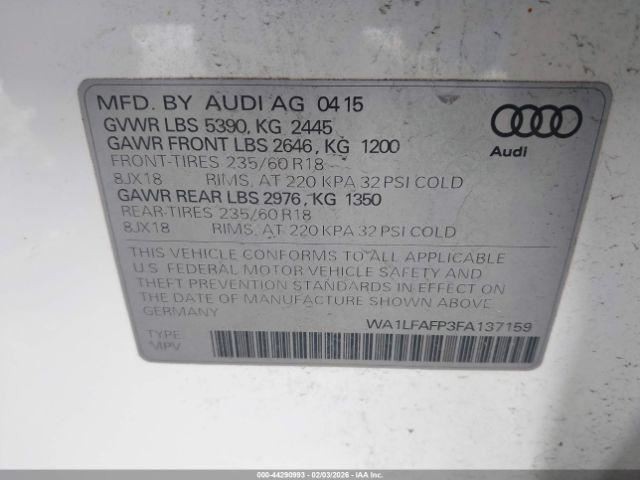 MFD. BY AUDI AG 04 15
GVWR LBS 5390, KG 2445
GAWR FRONT LBS 2646, KG 1200
FRONT-TIRES 235/60 R18
8JX18 RIMS, AT 220 KPA 32 PSI COLD
GAWR REAR LBS 2976, KG 1350
REAR-TIRES 235/60 R18
8JX18 RIMS, AT 220 KPA 32 PSI COLD
Audi
THIS VEHICLE CONFORMS TO ALL APPLICABLE
U.S. FEDERAL MOTOR VEHICLE SAFETY AND
THEFT PREVENTION STANDARDS IN EFFECT ON
THE DATE OF MANUFACTURE SHOWN ABOVE
GERMANY
WA1LFAFP3FA137159
TYPE
MPV
000-44290993 - 02/03/2026 - IAA Inc.